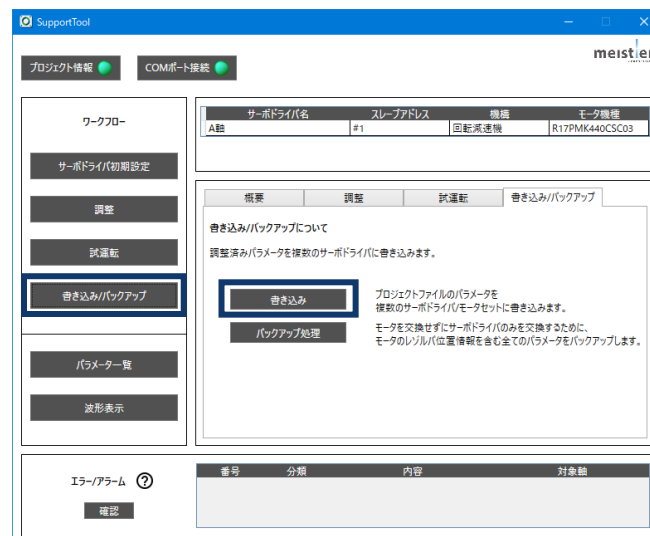 SupportTool
meister
プロジェクト情報
COMポート接続
ワークフロー
サーボドライバ初期設定
調整
試運転
書き込み/バックアップ
パラメーター覧
波形表示
サーボドライバ名 スレーブアドレス 機構 モータ機種
A軸 #1 回転減速機 R17PMK440CSC03
概要 調整 試運転 書き込み/バックアップ
書き込み/バックアップについて
調整済みパラメータを複数のサーボドライバに書き込みます。
書き込み
プロジェクトファイルのパラメータを
複数のサーボドライバ/モータセットに書き込みます。
バックアップ処理
モータを交換せずにサーボドライバのみを交換するために、
モータのレゾルバ位置情報を含む全てのパラメータをバックアップします。
エラー/アラーム ?
確認
番号 分類 内容 対象軸